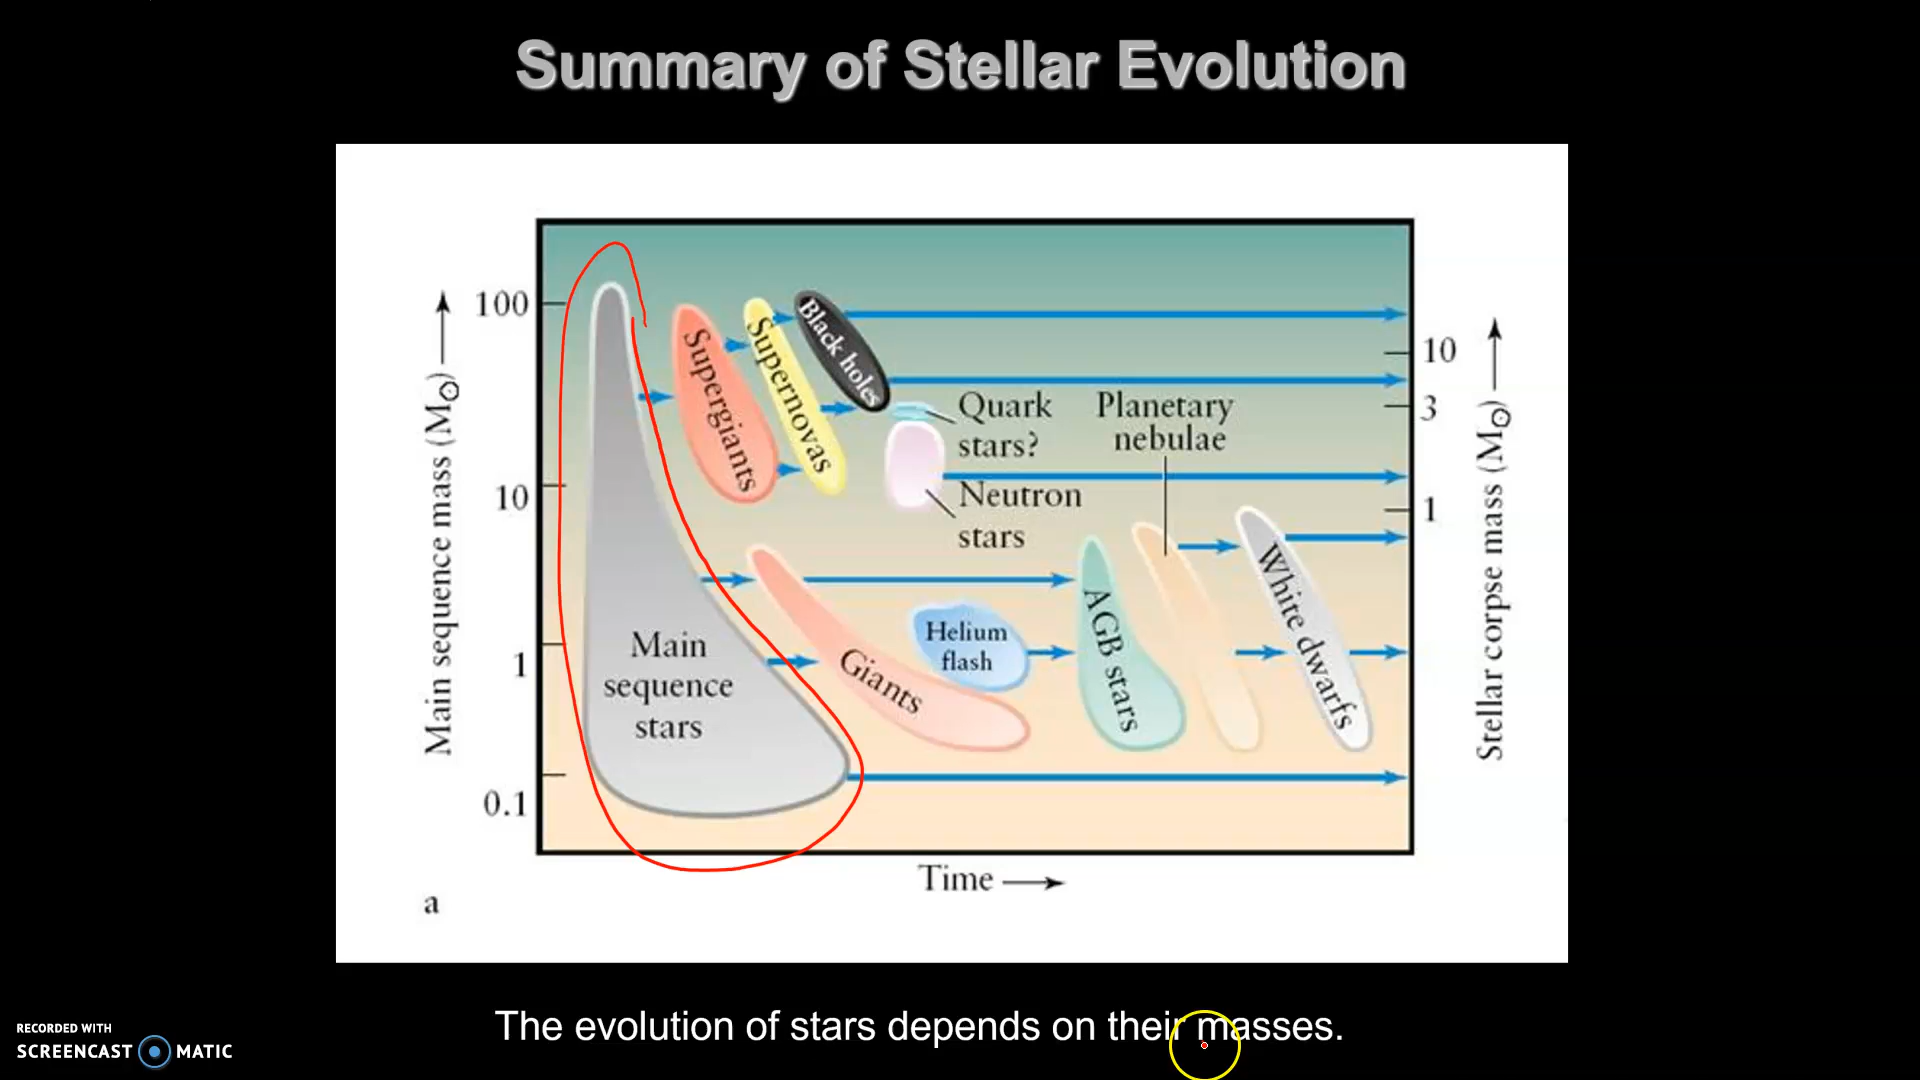 Summary of Stellar Evolution
Main sequence mass (M⊙)
100
10
1
0.1
Supergiants
Supernovas
Black holes
Quark
stars?
Neutron
stars
Planetary
nebulae
Main
sequence
stars
Giants
Helium
flash
AGB stars
White dwarfs
10
3
1
Stellar corpse mass (M⊙)
Time
a
The evolution of stars depends on their masses.
RECORDED WITH
SCREENCAST MATIC